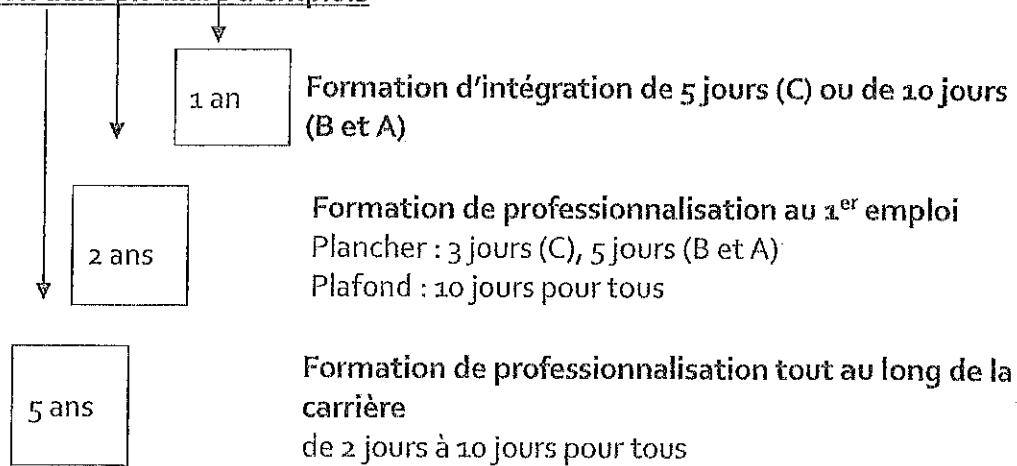 1 an
Formation d'intégration de 5 jours (C) ou de 10 jours
(B et A)
2 ans
Formation de professionnalisation au 1er emploi
Plancher : 3 jours (C), 5 jours (B et A)
Plafond : 10 jours pour tous
5 ans
Formation de professionnalisation tout au long de la
carrière
de 2 jours à 10 jours pour tous